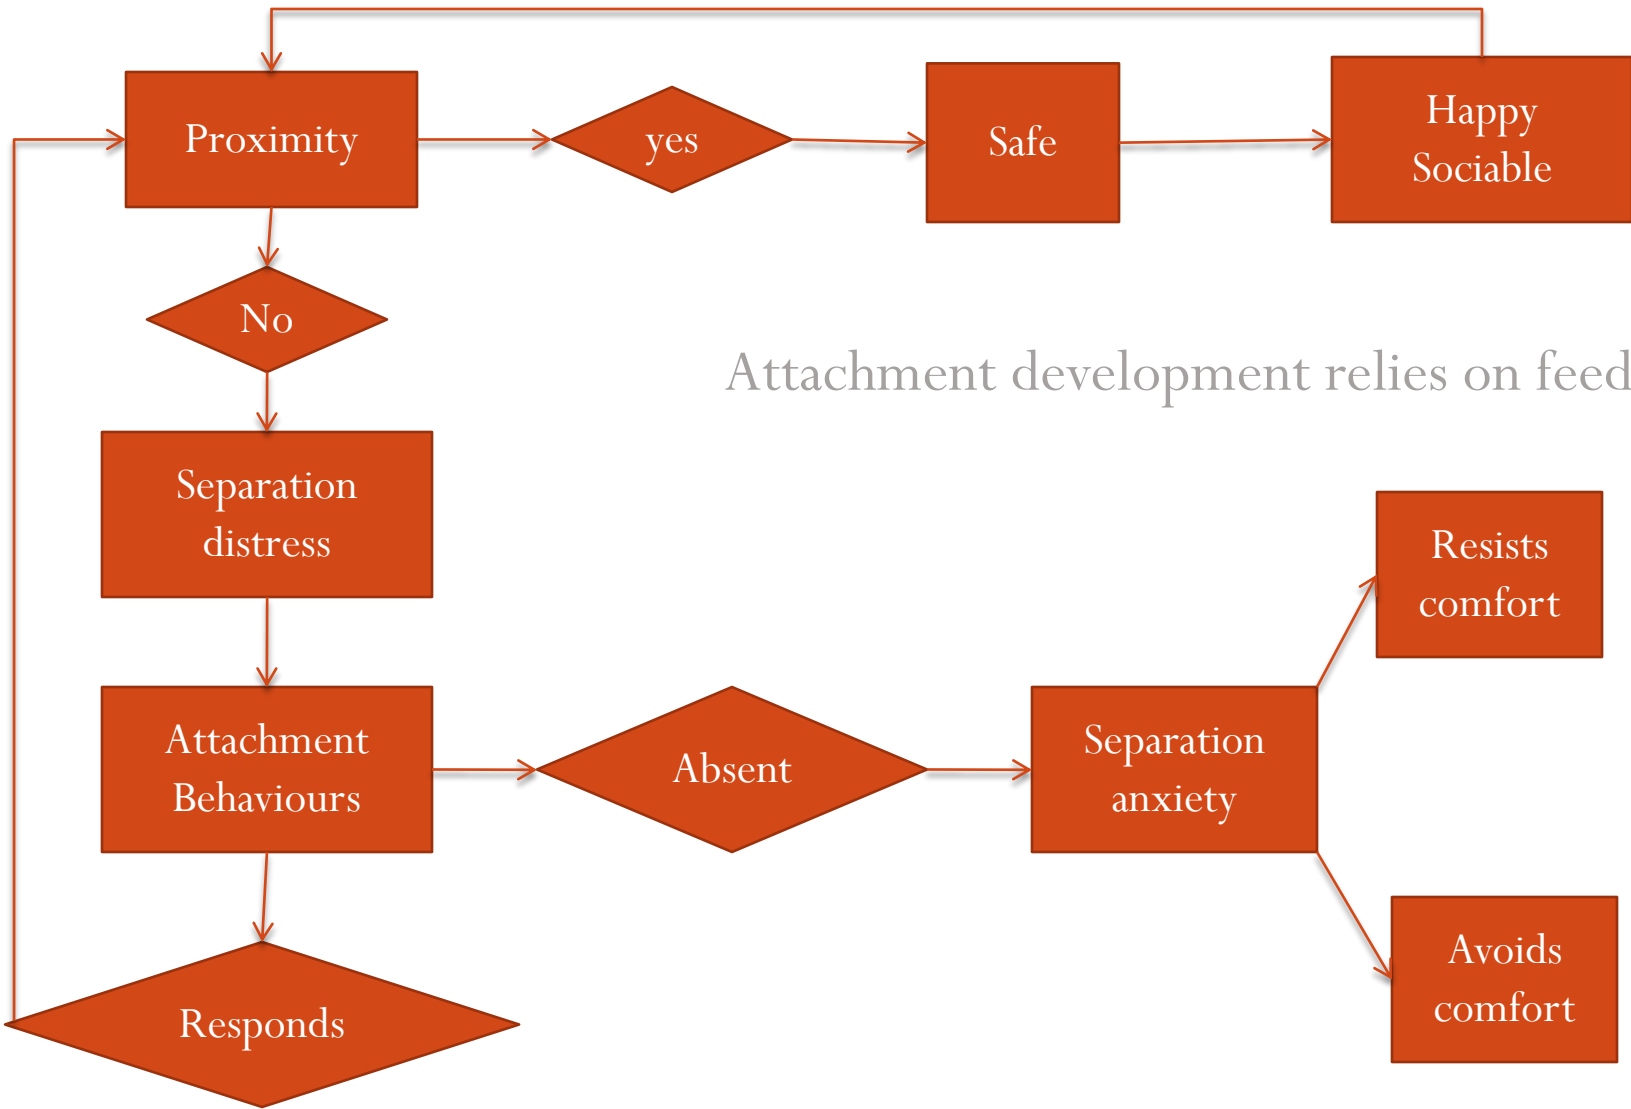 Proximity
yes
Safe
Happy
Sociable
No
Attachment development relies on feed
Separation
distress
Resists
comfort
Attachment
Behaviours
Absent
Separation
anxiety
Avoids
comfort
Responds